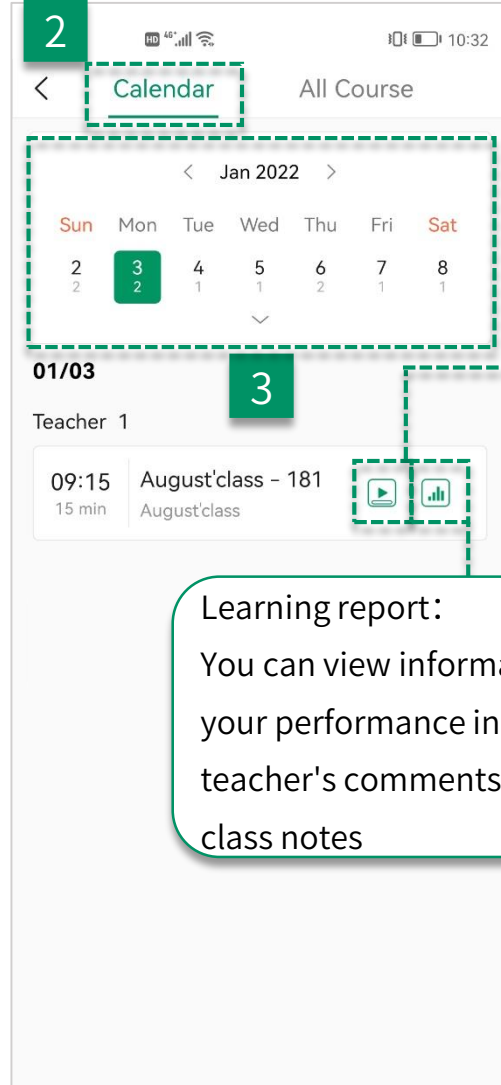 2
HD 4G+ 10:32
Calendar All Course
< Jan 2022 >
Sun Mon Tue Wed Thu Fri Sat
2 3 4 5 6 7 8
2 2 1 1 2 1 1
01/03
3
Teacher 1
09:15 August'class – 181
15 min August'class
Learning report：
You can view informa
your performance in
teacher's comments
class notes